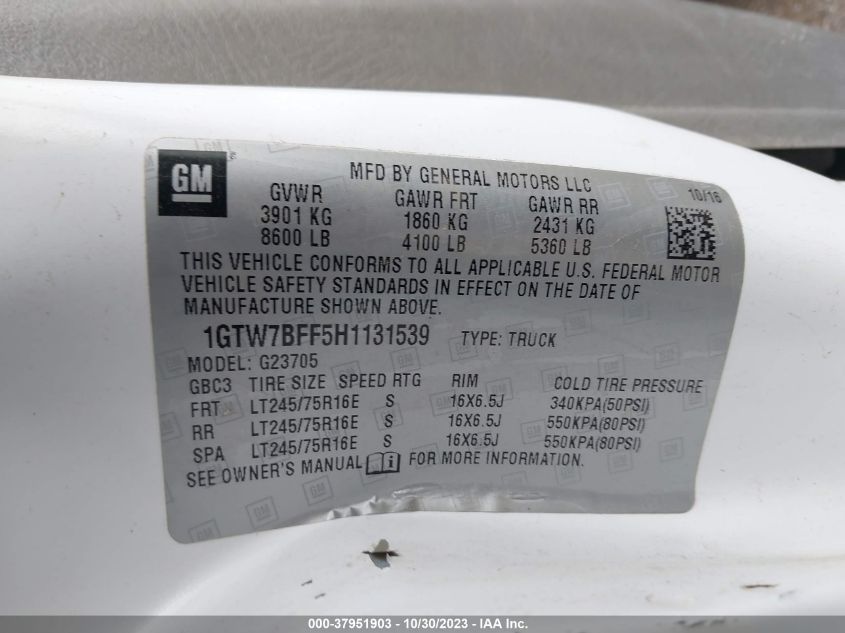 GM
MFD BY GENERAL MOTORS LLC
10/16
GVWR GAWR FRT GAWR RR
3901 KG 1860 KG 2431 KG
8600 LB 4100 LB 5360 LB
THIS VEHICLE CONFORMS TO ALL APPLICABLE U.S. FEDERAL MOTOR
VEHICLE SAFETY STANDARDS IN EFFECT ON THE DATE OF
MANUFACTURE SHOWN ABOVE.
1GTW7BFF5H1131539 TYPE: TRUCK
MODEL: G23705
GBC3 TIRE SIZE SPEED RTG RIM COLD TIRE PRESSURE
FRT LT245/75R16E S 16X6.5J 340KPA(50PSI)
RR LT245/75R16E S 16X6.5J 550KPA(80PSI)
SPA LT245/75R16E S 16X6.5J 550KPA(80PSI)
SEE OWNER'S MANUAL FOR MORE INFORMATION.
GM
000-37951903 - 10/30/2023 - IAA Inc.